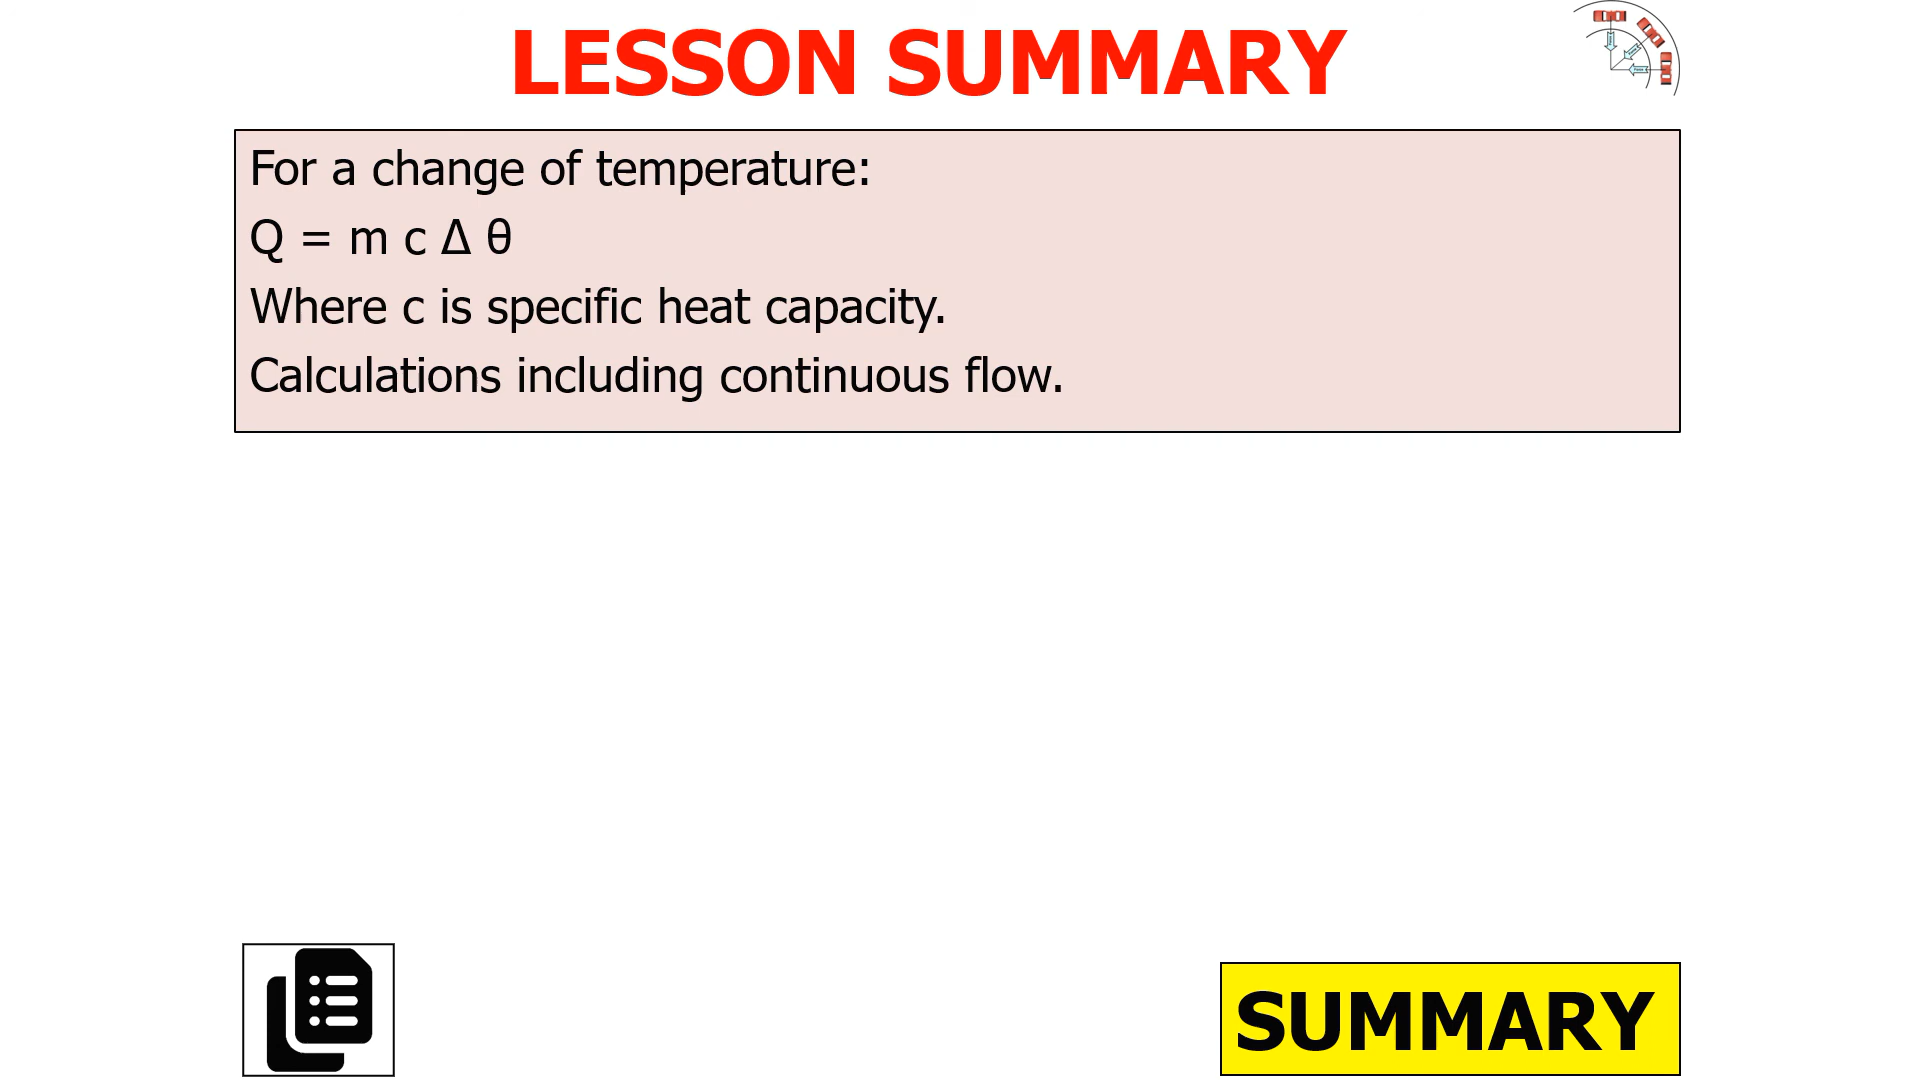 LESSON SUMMARY
For a change of temperature:
Q = m c Δ θ
Where c is specific heat capacity.
Calculations including continuous flow.
SUMMARY